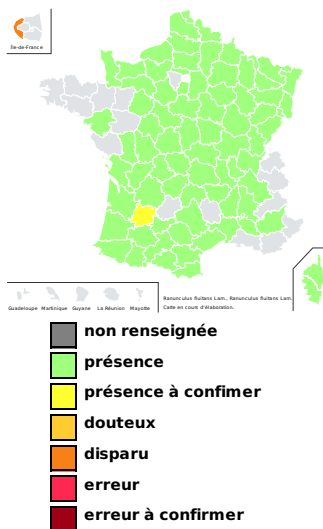 Île-de-France
Guadeloupe Martinique Guyane La Réunion Mayotte
Ranunculus fluitans Lam., Ranunculus fluitans Lam.
Carte en cours d'élaboration.
non renseignée
présence
présence à confimer
douteux
disparu
erreur
erreur à confirmer